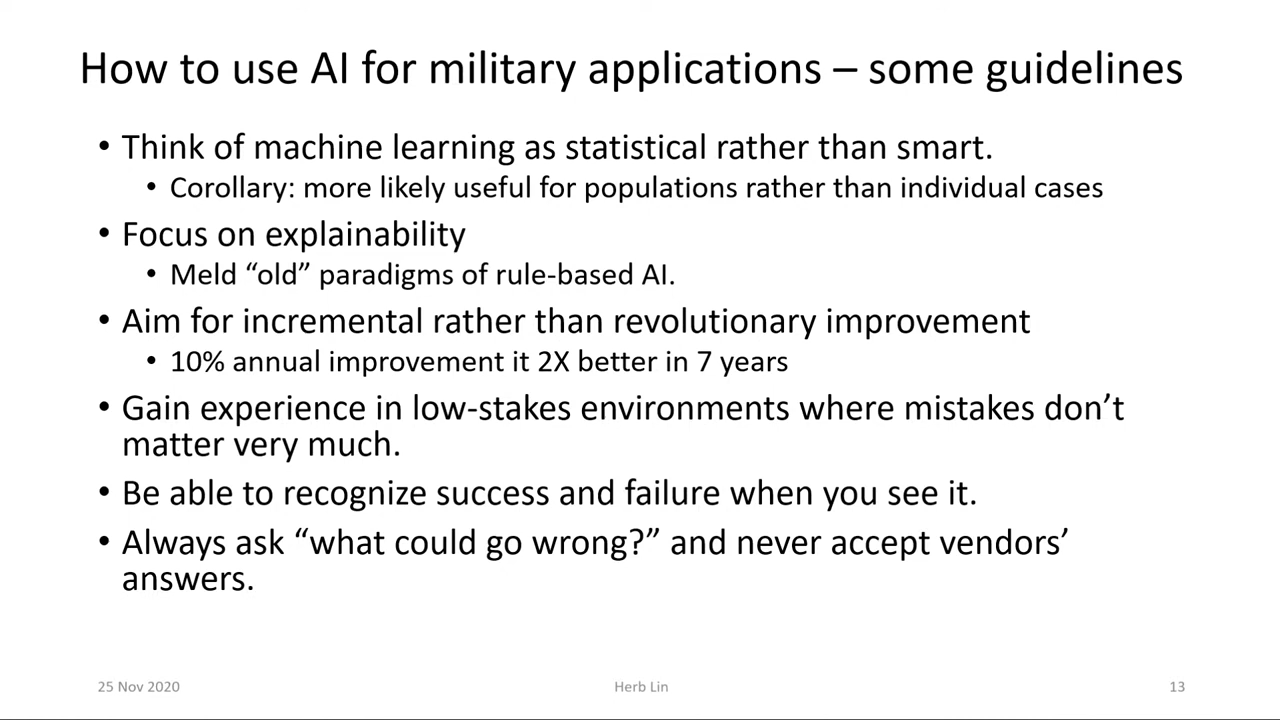 How to use AI for military applications – some guidelines
• Think of machine learning as statistical rather than smart.
• Corollary: more likely useful for populations rather than individual cases
• Focus on explainability
• Meld “old” paradigms of rule-based AI.
• Aim for incremental rather than revolutionary improvement
• 10% annual improvement it 2X better in 7 years
• Gain experience in low-stakes environments where mistakes don’t
matter very much.
• Be able to recognize success and failure when you see it.
• Always ask “what could go wrong?” and never accept vendors’
answers.
25 Nov 2020
Herb Lin
13